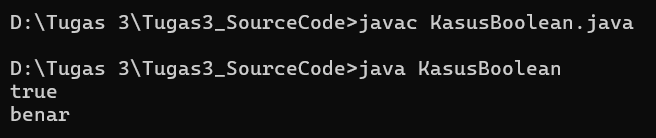 D:\Tugas 3\Tugas3_SourceCode>javac KasusBoolean.java
D:\Tugas 3\Tugas3_SourceCode>java KasusBoolean
true
benar